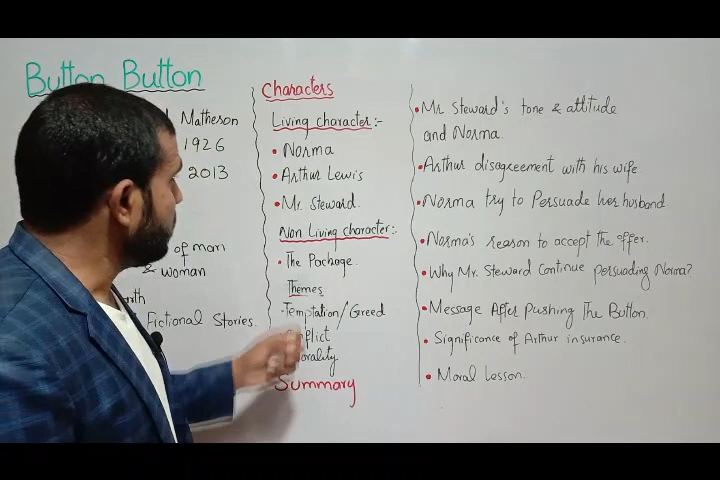 Button Button
Matheson
1926
2013
of man
& woman
Fictional Stories.
Characters
Living character:-
• Norma
• Arthur Lewis
• Mr. Steward.
Non Living character:-
• The Package.
Themes
Temptation/Greed
Summary
• Mr Steward's tone & attitude
and Norma.
• Arthur disagreement with his wife
• Norma try to Persuade her husband
• Norma's reason to accept the offer.
• Why Mr. Steward Continue persuading Norma?
• Message After Pushing The Button.
• Significance of Arthur insurance.
• Moral Lesson.